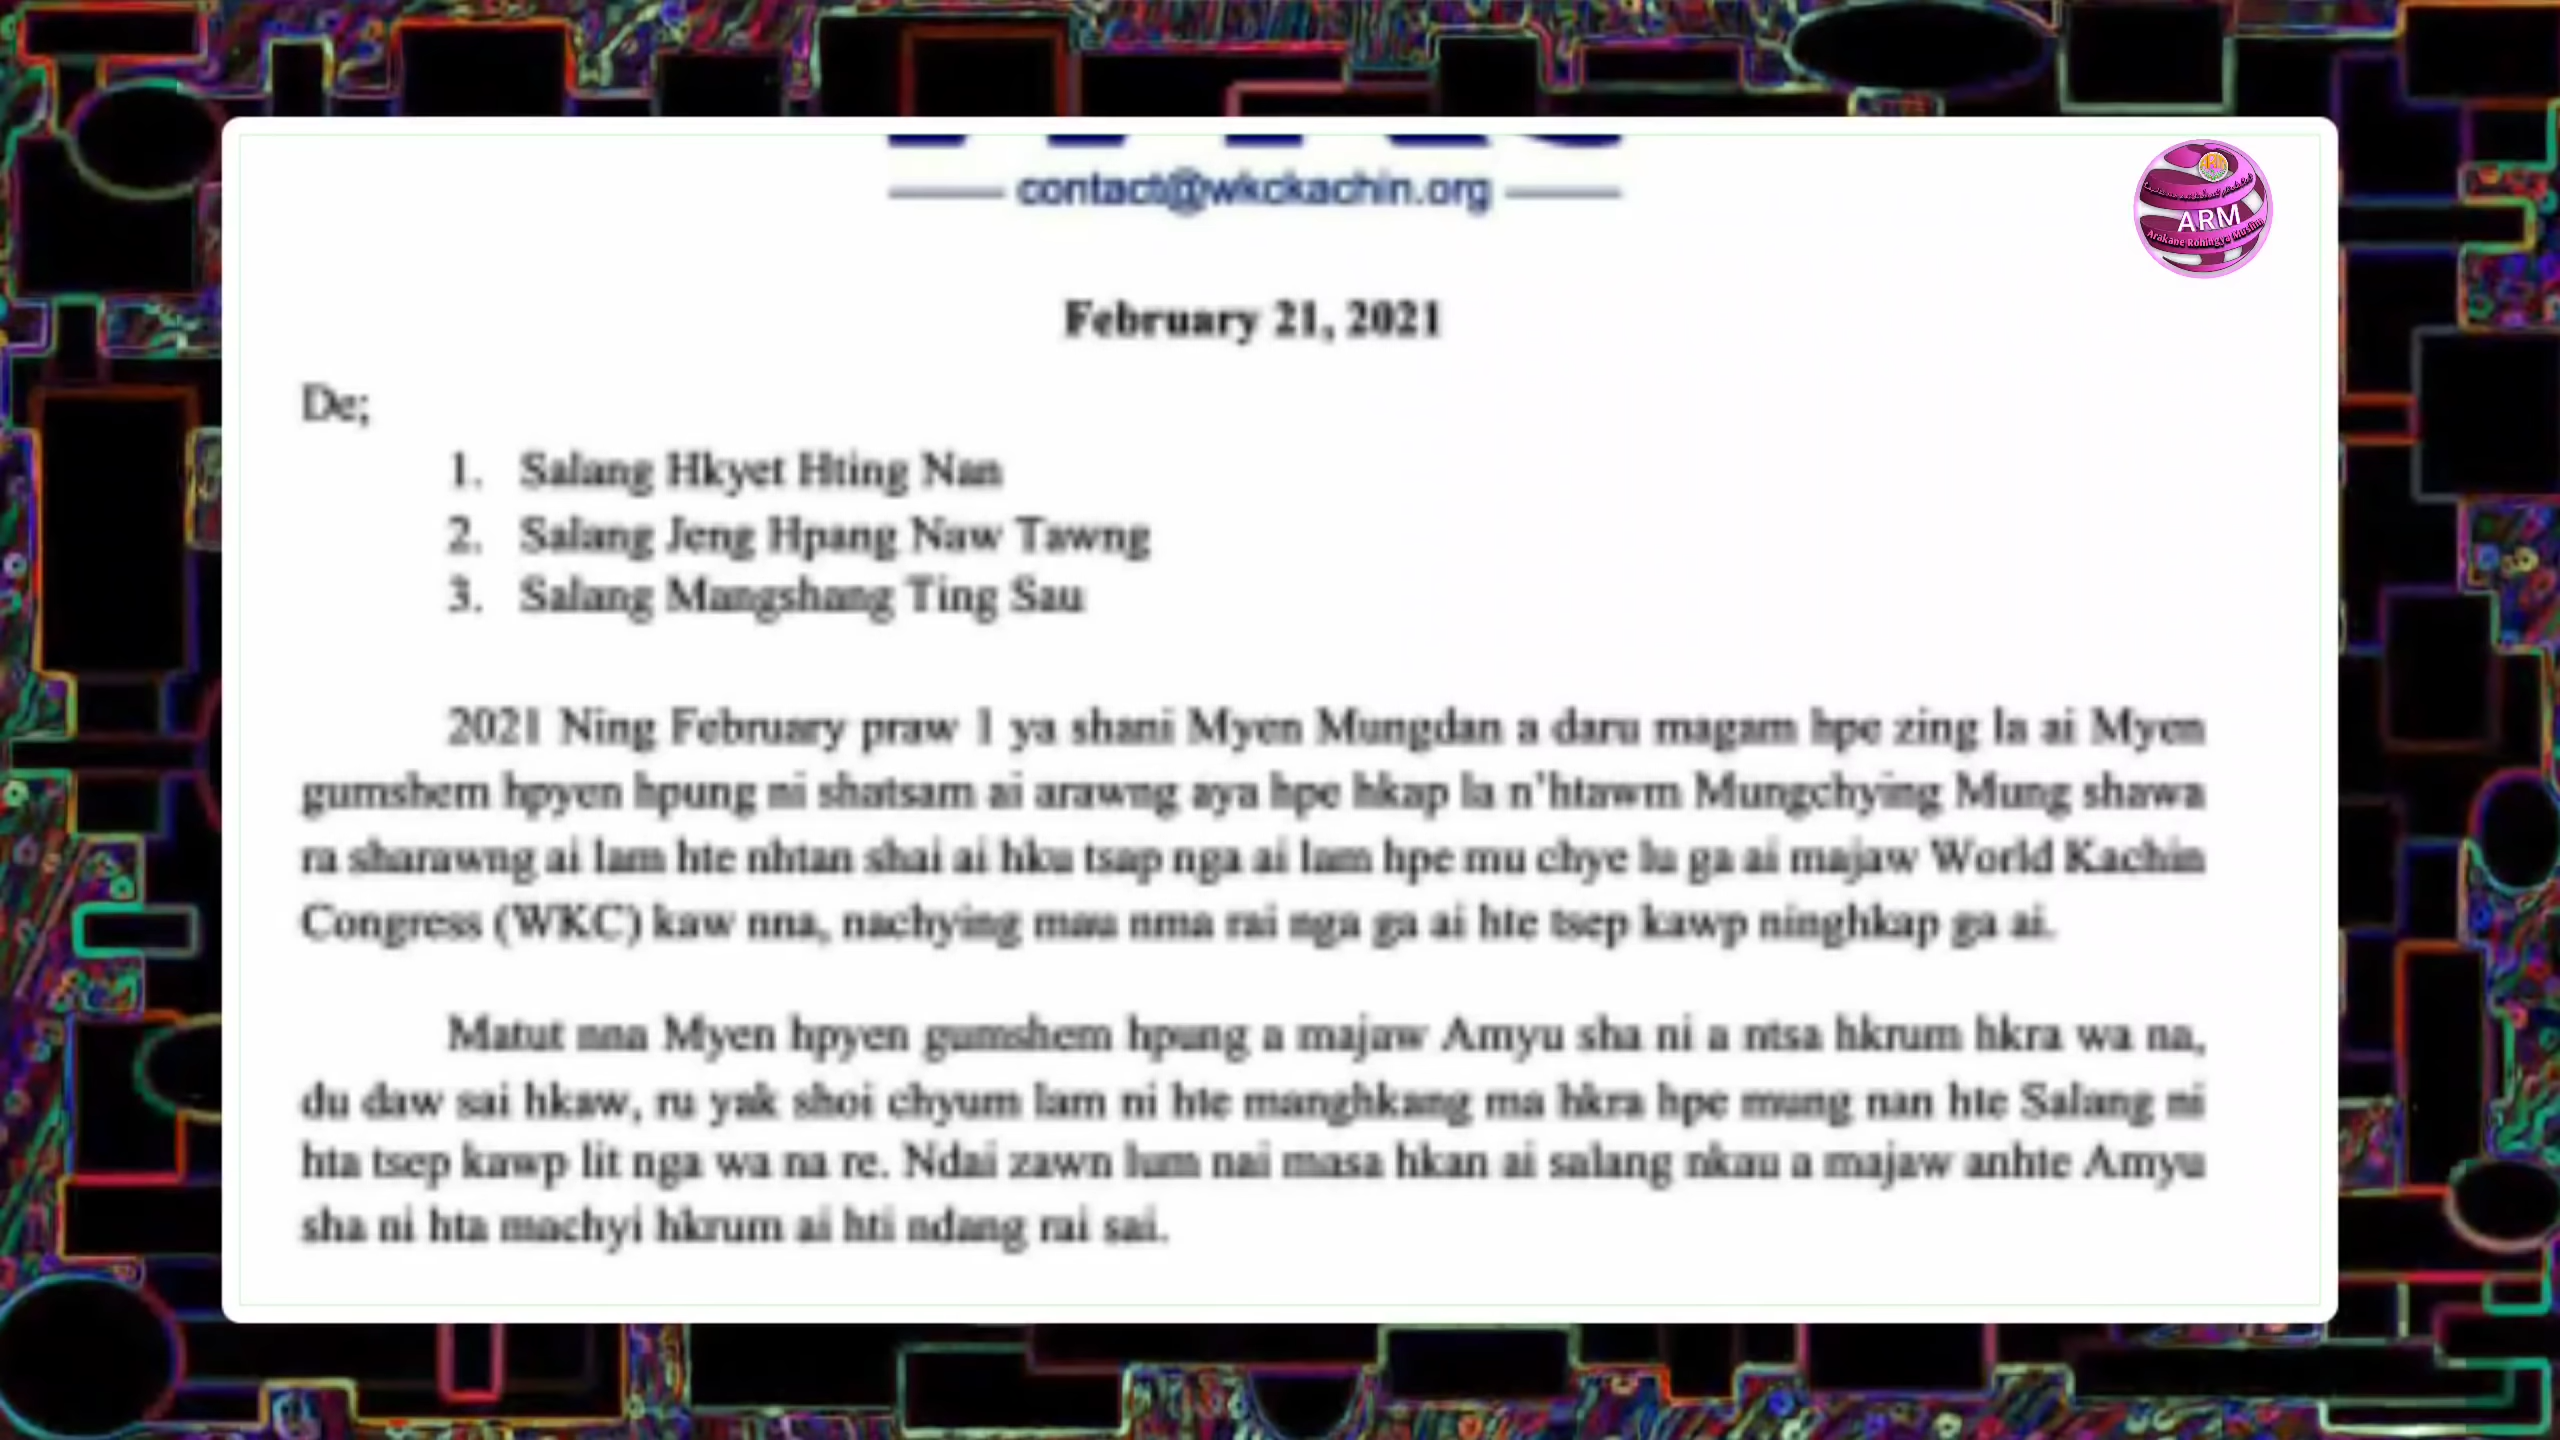 contact@wkckachin.org
ARM
Arakane Rohingya Muslim
February 21, 2021
De;
1. Salang Hkyet Hting Nan
2. Salang Jeng Hpang Naw Tawng
3. Salang Mangshang Ting Sau
2021 Ning February praw 1 ya shani Myen Mungdan a daru magam hpe zing la ai Myen
gumshem hpyen hpung ni shatsam ai arawng aya hpe hkap la n'htawm Mungchying Mung shawa
ra sharawng ai lam hte nhtan shai ai hku tsap nga ai lam hpe mu chye lu ga ai majaw World Kachin
Congress (WKC) kaw nna, nachying mau nma rai nga ga ai hte tsep kawp ninghkap ga ai.
Matut nna Myen hpyen gumshem hpung a majaw Amyu sha ni a ntsa hkrum hkra wa na,
du daw sai hkaw, ru yak shoi chyum lam ni hte manghkang ma hkra hpe mung nan hte Salang ni
hta tsep kawp lit nga wa na re. Ndai zawn lum nai masa hkan ai salang nkau a majaw anhte Amyu
sha ni hta machyi hkrum ai hti ndang rai sai.